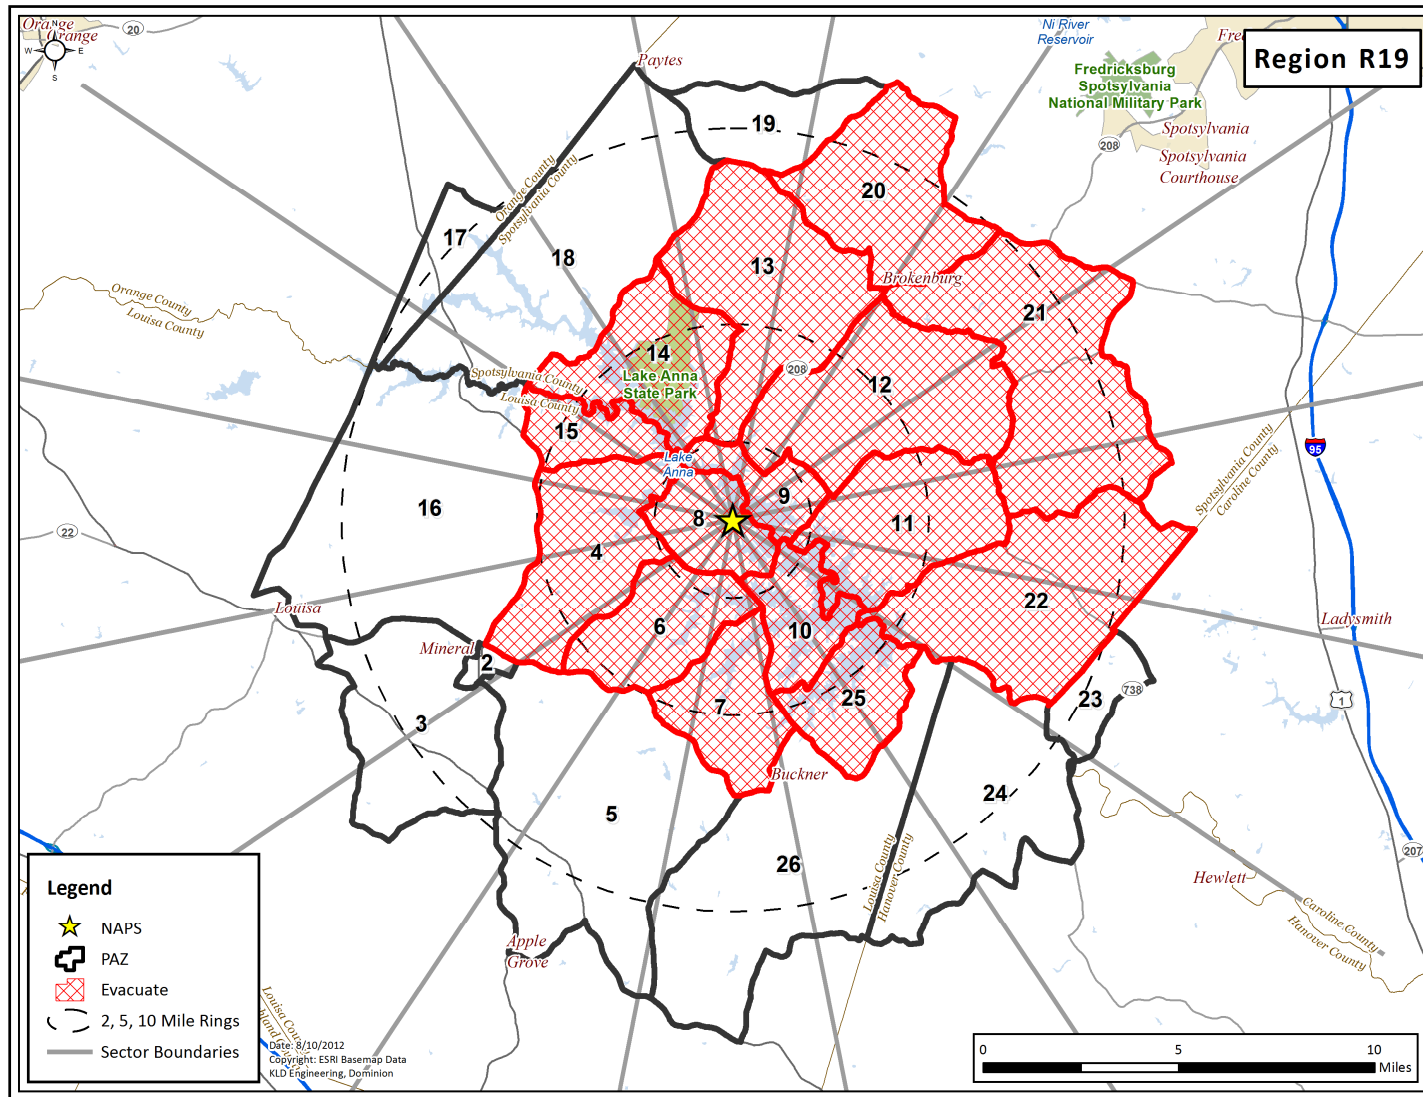 Orange
Orange
20
N
W
E
S
Paytes
Ni River
Reservoir
Fredricksburg
Spotsylvania
National Military Park
Region R19
Spotsylvania
208
Spotsylvania
Courthouse
19
20
Orange County
Spotsylvania County
17
18
13
Brokenburg
Orange County
Louisa County
21
14
208
12
Lake Anna
State Park
Spotsylvania County
Louisa County
15
Lake
Anna
95
Spotsylvania County
Caroline County
9
16
8
11
22
4
Louisa
22
Ladysmith
6
10
Mineral
2
738
23
1
25
7
3
Buckner
24
5
207
26
Louisa County
Hanover County
Hewlett
Caroline County
Hanover County
Apple
Grove
Legend
NAPS
PAZ
Evacuate
2, 5, 10 Mile Rings
Sector Boundaries
Louisa County
Date: 8/10/2012
Copyright: ESRI Basemap Data
KLD Engineering, Dominion
0
5
10
Miles